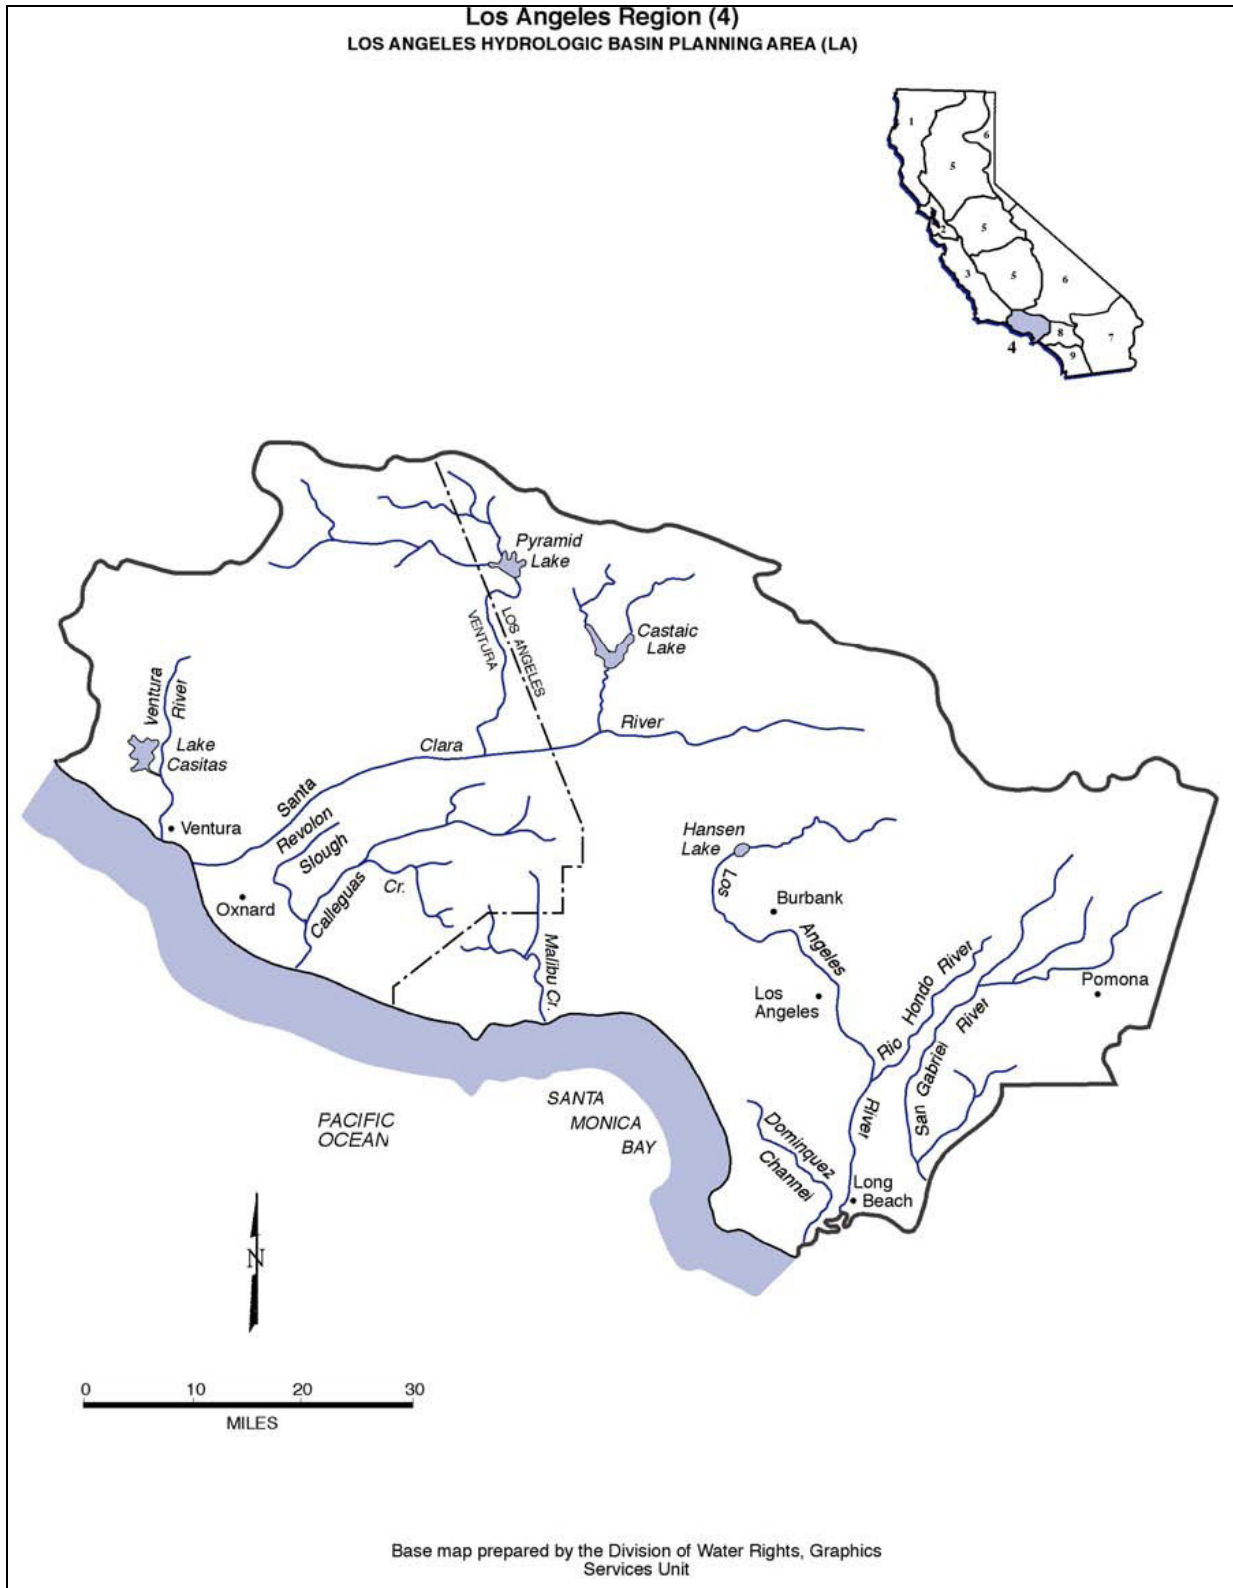 Los Angeles Region (4)
LOS ANGELES HYDROLOGIC BASIN PLANNING AREA (LA)
1
6
5
2
5
3
5
6
4
8
7
9
Pyramid
Lake
LOS ANGELES
VENTURA
Castaic
Lake
Ventura
River
Lake
Casitas
River
Clara
Santa
Ventura
Revolon
Slough
Hansen
Lake
Los
Calleguas
Cr.
Oxnard
Burbank
Angeles
Malibu Cr.
Los
Angeles
Rio Hondo River
Pomona
San Gabriel River
River
SANTA
MONICA
BAY
PACIFIC
OCEAN
Dominquez
Channel
Long
Beach
N
0 10 20 30
MILES
Base map prepared by the Division of Water Rights, Graphics
Services Unit